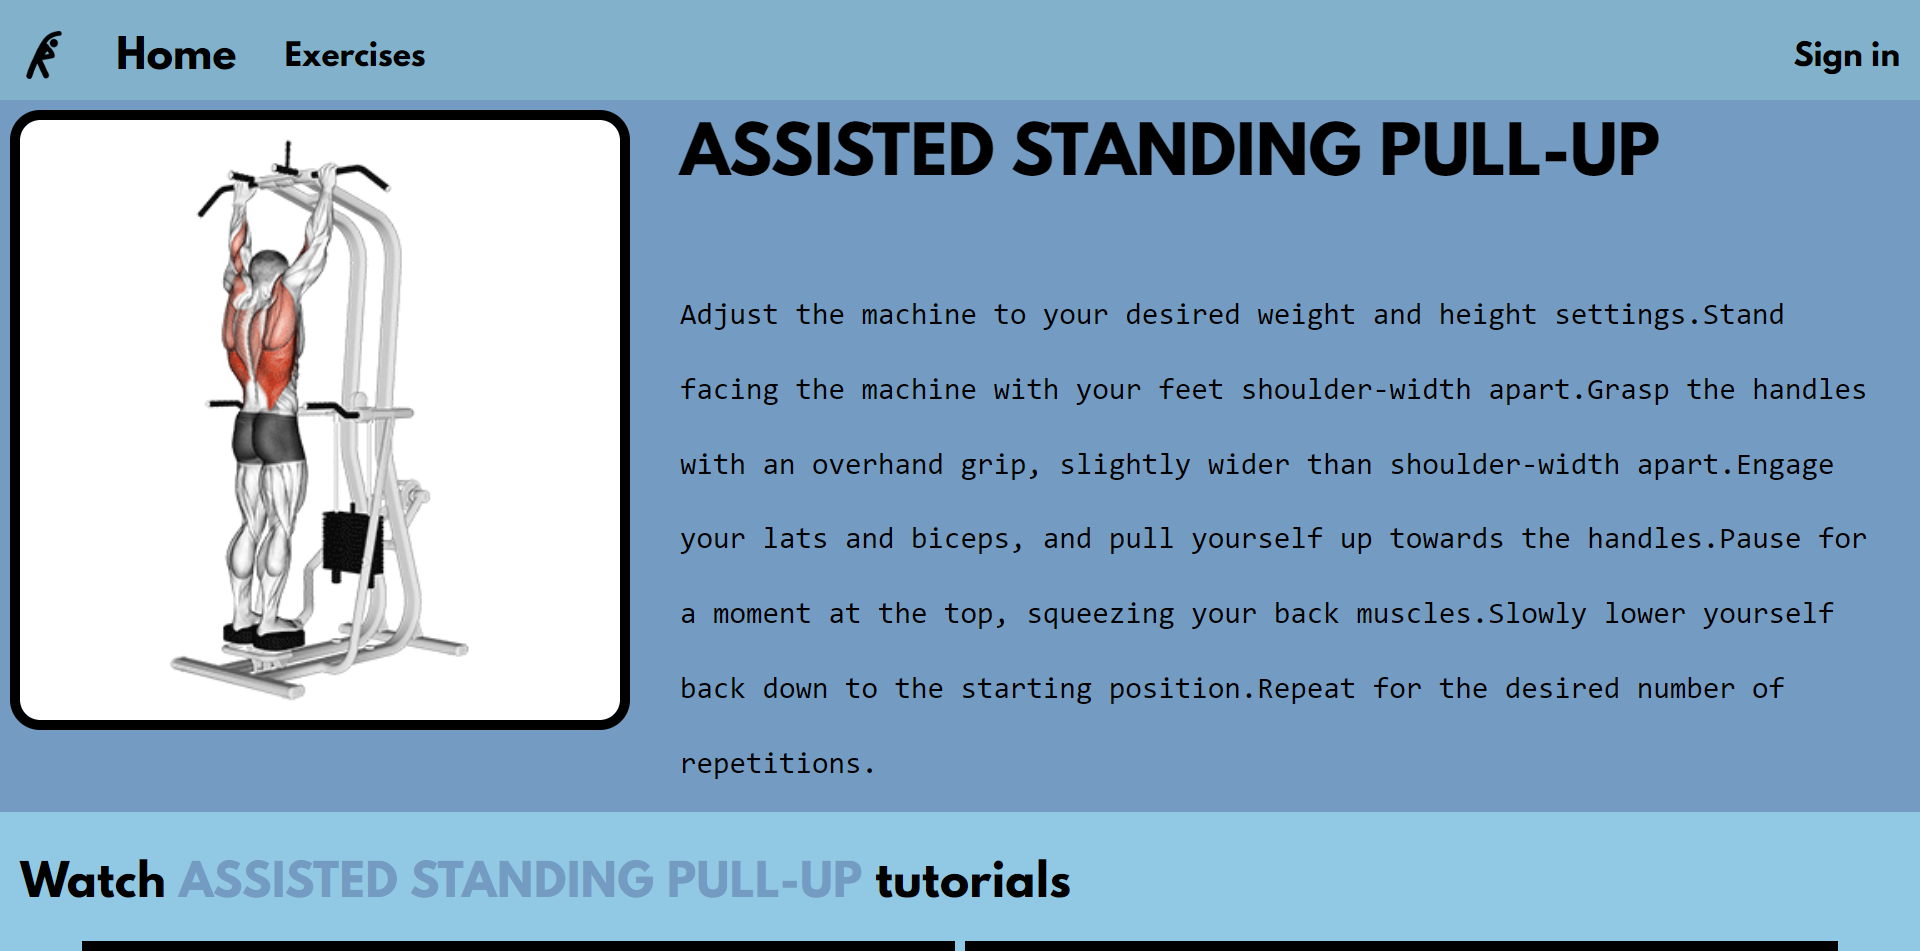 Home Exercises Sign in
ASSISTED STANDING PULL-UP
Adjust the machine to your desired weight and height settings.Stand
facing the machine with your feet shoulder-width apart.Grasp the handles
with an overhand grip, slightly wider than shoulder-width apart.Engage
your lats and biceps, and pull yourself up towards the handles.Pause for
a moment at the top, squeezing your back muscles.Slowly lower yourself
back down to the starting position.Repeat for the desired number of
repetitions.
Watch ASSISTED STANDING PULL-UP tutorials